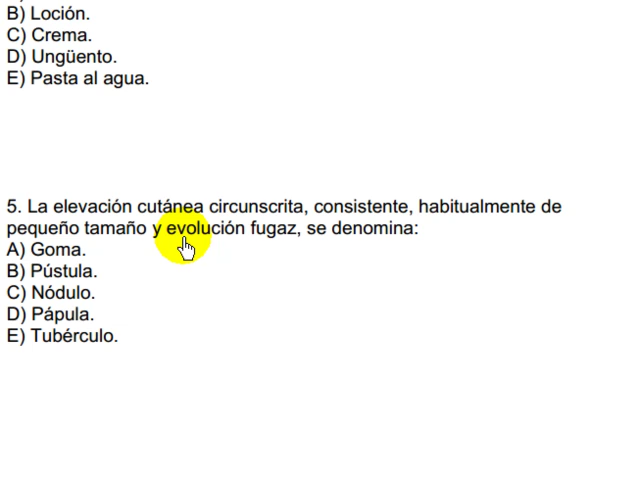 B) Loción.
C) Crema.
D) Ungüento.
E) Pasta al agua.
5. La elevación cutánea circunscrita, consistente, habitualmente de
pequeño tamaño y evolución fugaz, se denomina:
A) Goma.
B) Pústula.
C) Nódulo.
D) Pápula.
E) Tubérculo.